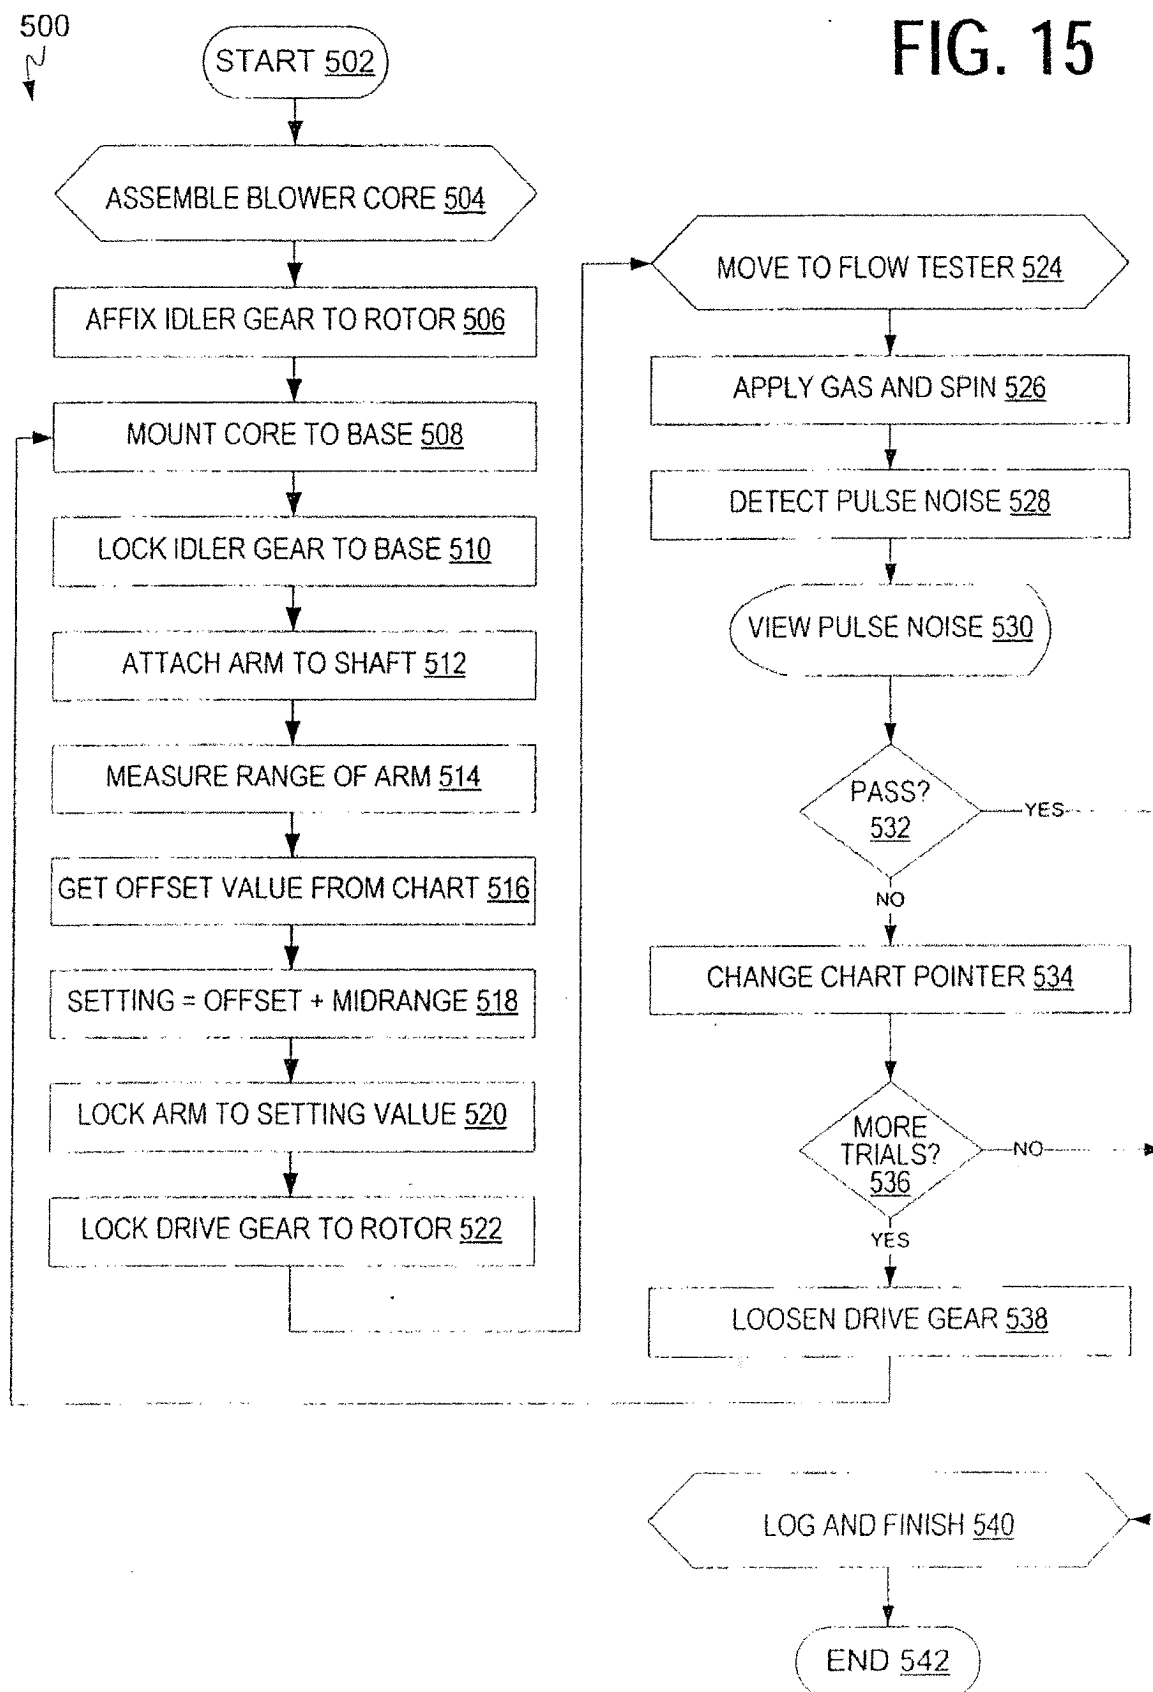 500
START 502
FIG. 15
ASSEMBLE BLOWER CORE 504
AFFIX IDLER GEAR TO ROTOR 506
MOUNT CORE TO BASE 508
LOCK IDLER GEAR TO BASE 510
ATTACH ARM TO SHAFT 512
MEASURE RANGE OF ARM 514
GET OFFSET VALUE FROM CHART 516
SETTING = OFFSET + MIDRANGE 518
LOCK ARM TO SETTING VALUE 520
LOCK DRIVE GEAR TO ROTOR 522
MOVE TO FLOW TESTER 524
APPLY GAS AND SPIN 526
DETECT PULSE NOISE 528
VIEW PULSE NOISE 530
PASS?
532
YES
NO
CHANGE CHART POINTER 534
MORE
TRIALS?
536
NO
YES
LOOSEN DRIVE GEAR 538
LOG AND FINISH 540
END 542